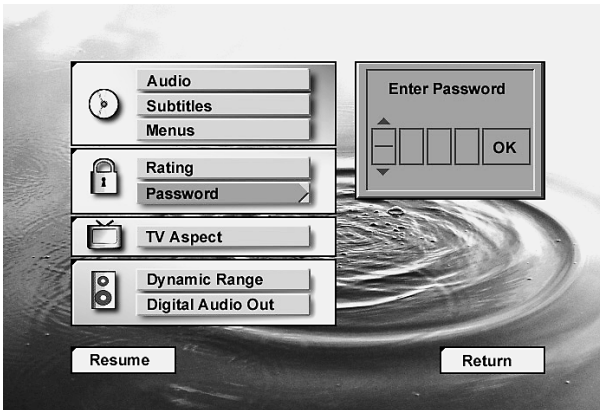 Audio
Subtitles
Menus
Rating
Password
TV Aspect
Dynamic Range
Digital Audio Out
Enter Password
OK
Resume
Return